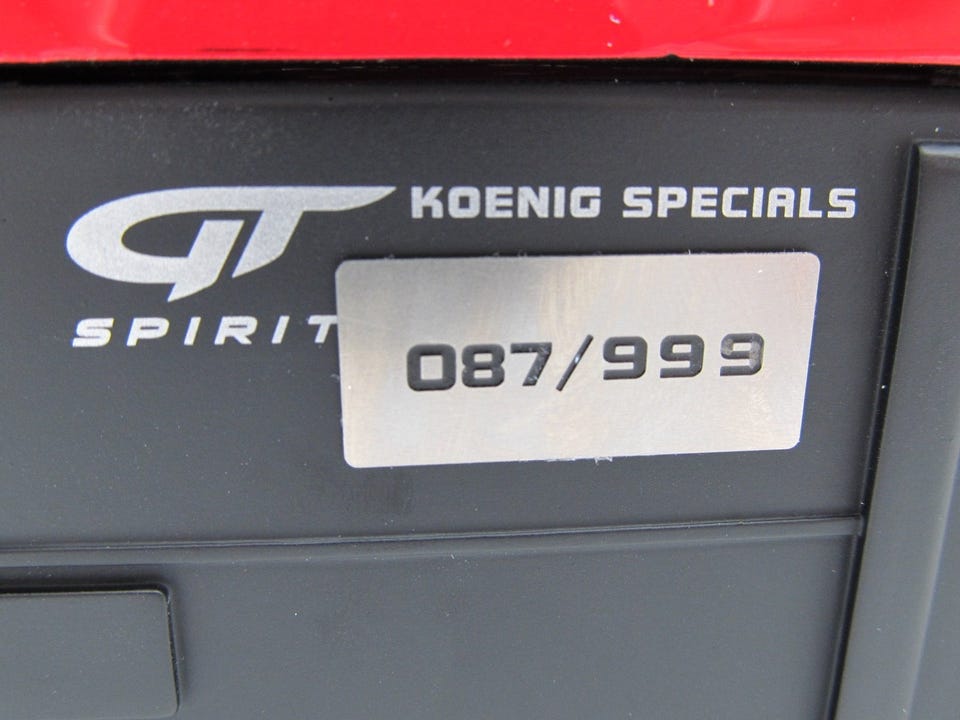 GT KOENIG SPECIALS
SPIRIT
087/999